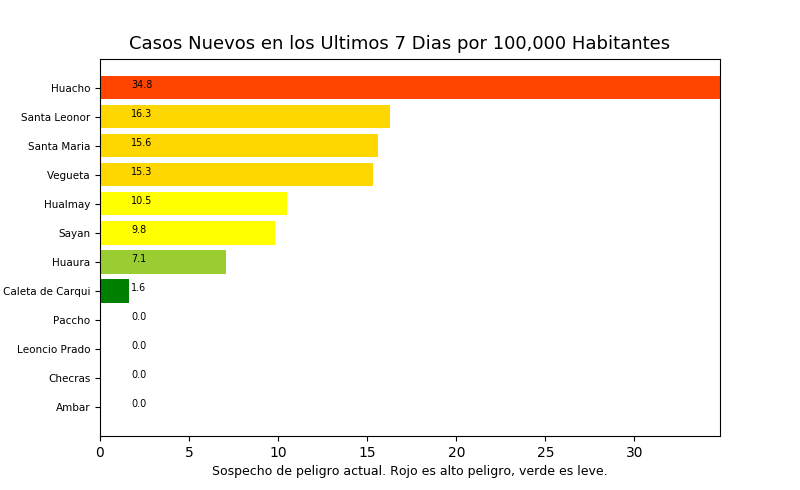 Casos Nuevos en los Ultimos 7 Dias por 100,000 Habitantes
Huacho 34.8
Santa Leonor 16.3
Santa Maria 15.6
Vegueta 15.3
Hualmay 10.5
Sayan 9.8
Huaura 7.1
Caleta de Carqui 1.6
Paccho 0.0
Leoncio Prado 0.0
Checras 0.0
Ambar 0.0
0 5 10 15 20 25 30
Sospecho de peligro actual. Rojo es alto peligro, verde es leve.